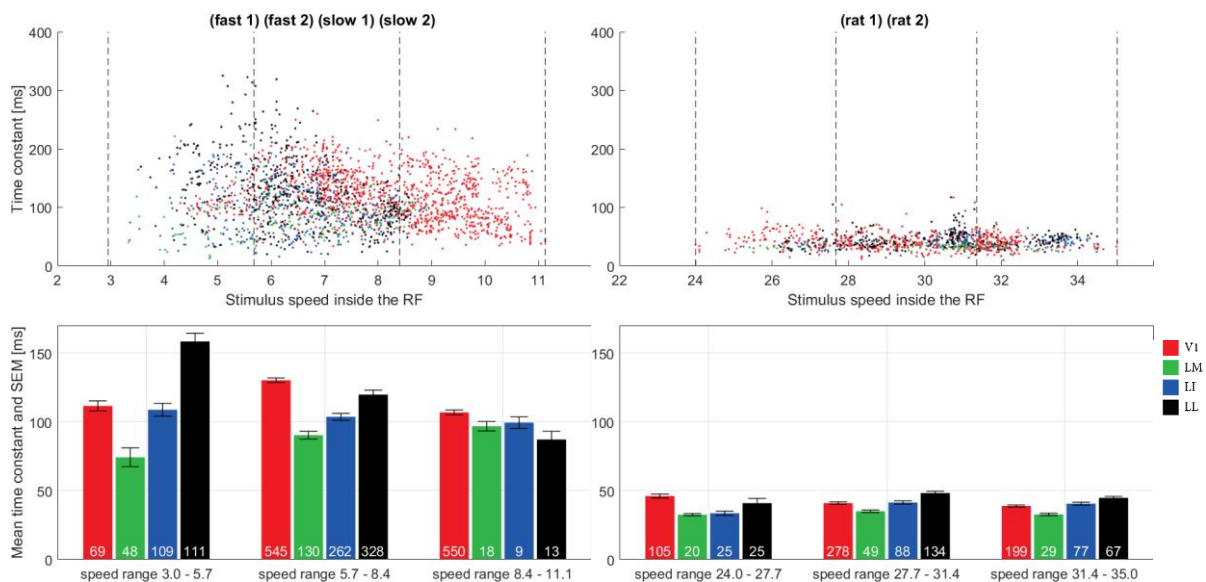 (fast 1) (fast 2) (slow 1) (slow 2)
400
300
200
100
0
Time constant [ms]
2 3 4 5 6 7 8 9 10 11
Stimulus speed inside the RF
(rat 1) (rat 2)
400
300
200
100
0
22 24 26 28 30 32 34
Stimulus speed inside the RF
150
100
50
0
Mean time constant and SEM [ms]
69 48 109 111
545 130 262 328
550 18 9 13
speed range 3.0 - 5.7
speed range 5.7 - 8.4
speed range 8.4 - 11.1
150
100
50
0
105 20 25 25
278 49 88 134
199 29 77 67
speed range 24.0 - 27.7
speed range 27.7 - 31.4
speed range 31.4 - 35.0
V1
LM
LI
LL